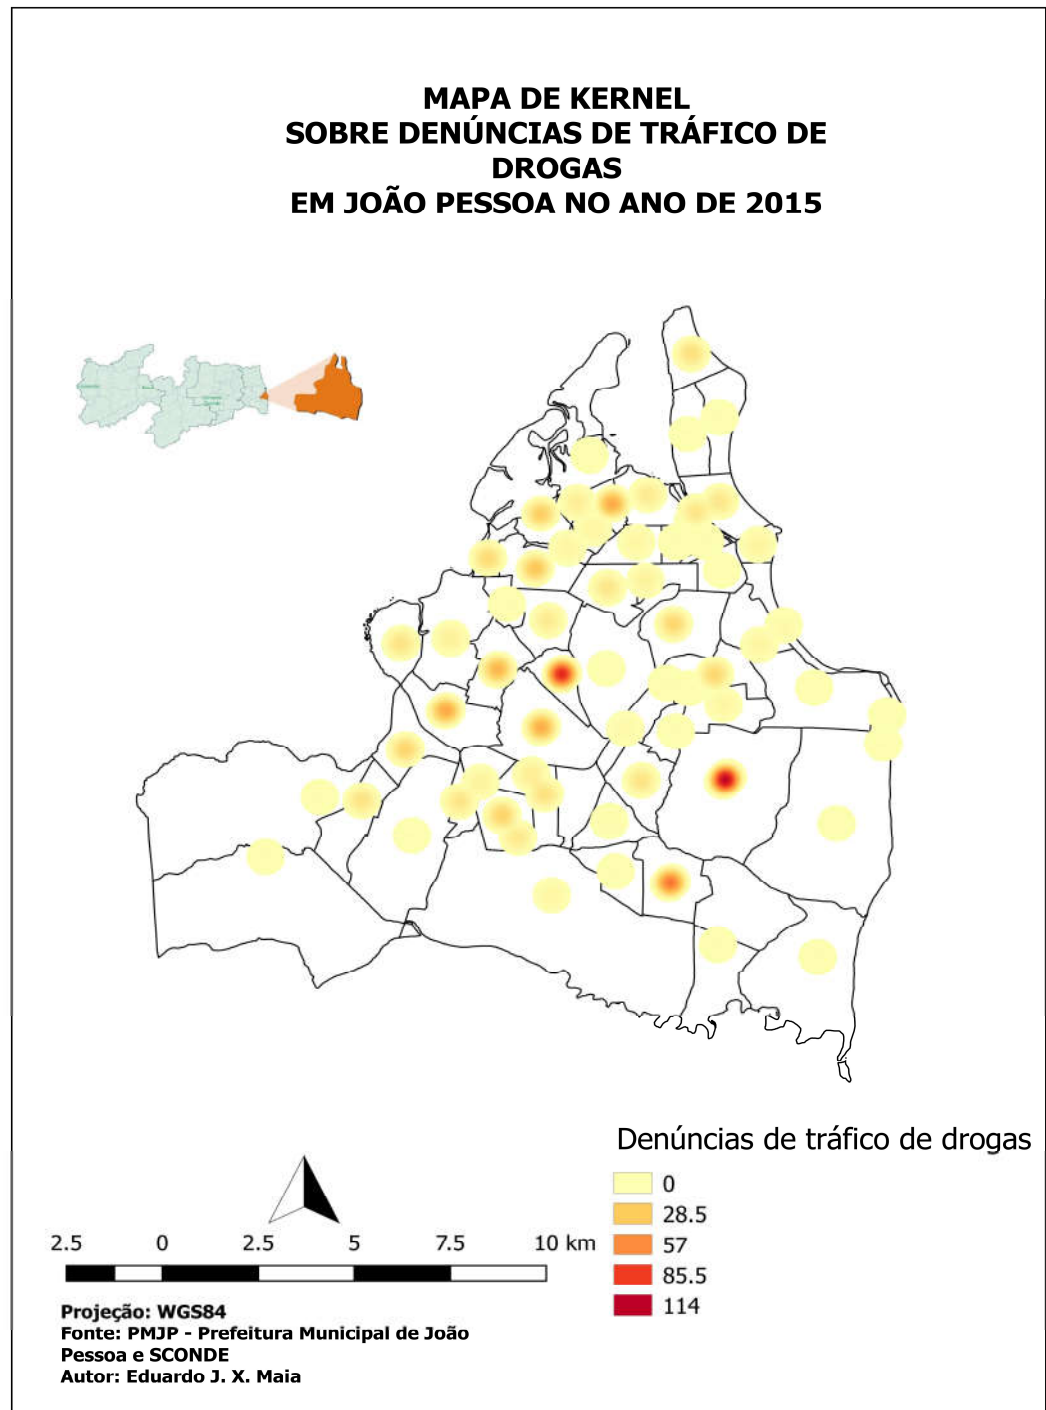 MAPA DE KERNEL
SOBRE DENÚNCIAS DE TRÁFICO DE
DROGAS
EM JOÃO PESSOA NO ANO DE 2015
Denúncias de tráfico de drogas
0
28.5
57
85.5
114
2.5 0 2.5 5 7.5 10 km
Projeção: WGS84
Fonte: PMJP - Prefeitura Municipal de João
Pessoa e SCONDE
Autor: Eduardo J. X. Maia